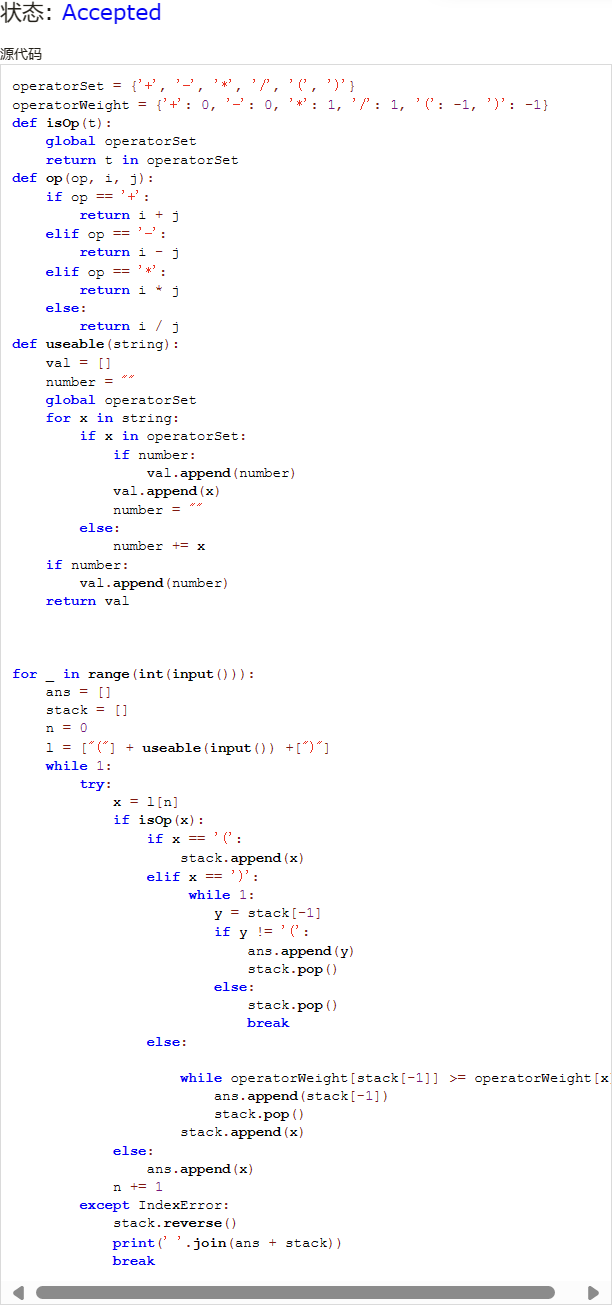 状态: Accepted
源代码
operatorSet = {'+', '-', '*', '/', '(', ')'}
operatorWeight = {'+': 0, '-': 0, '*': 1, '/': 1, '(': -1, ')': -1}
def isOp(t):
    global operatorSet
    return t in operatorSet
def op(op, i, j):
    if op == '+':
        return i + j
    elif op == '-':
        return i - j
    elif op == '*':
        return i * j
    else:
        return i / j
def useable(string):
    val = []
    number = ""
    global operatorSet
    for x in string:
        if x in operatorSet:
            if number:
                val.append(number)
            val.append(x)
            number = ""
        else:
            number += x
    if number:
        val.append(number)
    return val
for _ in range(int(input())):
    ans = []
    stack = []
    n = 0
    l = ["("] + useable(input()) +[")"]
    while 1:
        try:
            x = l[n]
            if isOp(x):
                if x == '(':
                    stack.append(x)
                elif x == ')':
                     while 1:
                        y = stack[-1]
                        if y != '(':
                            ans.append(y)
                            stack.pop()
                        else:
                            stack.pop()
                            break
                else:
                    while operatorWeight[stack[-1]] >= operatorWeight[x
                        ans.append(stack[-1])
                        stack.pop()
                    stack.append(x)
            else:
                ans.append(x)
            n += 1
        except IndexError:
            stack.reverse()
            print(' '.join(ans + stack))
            break